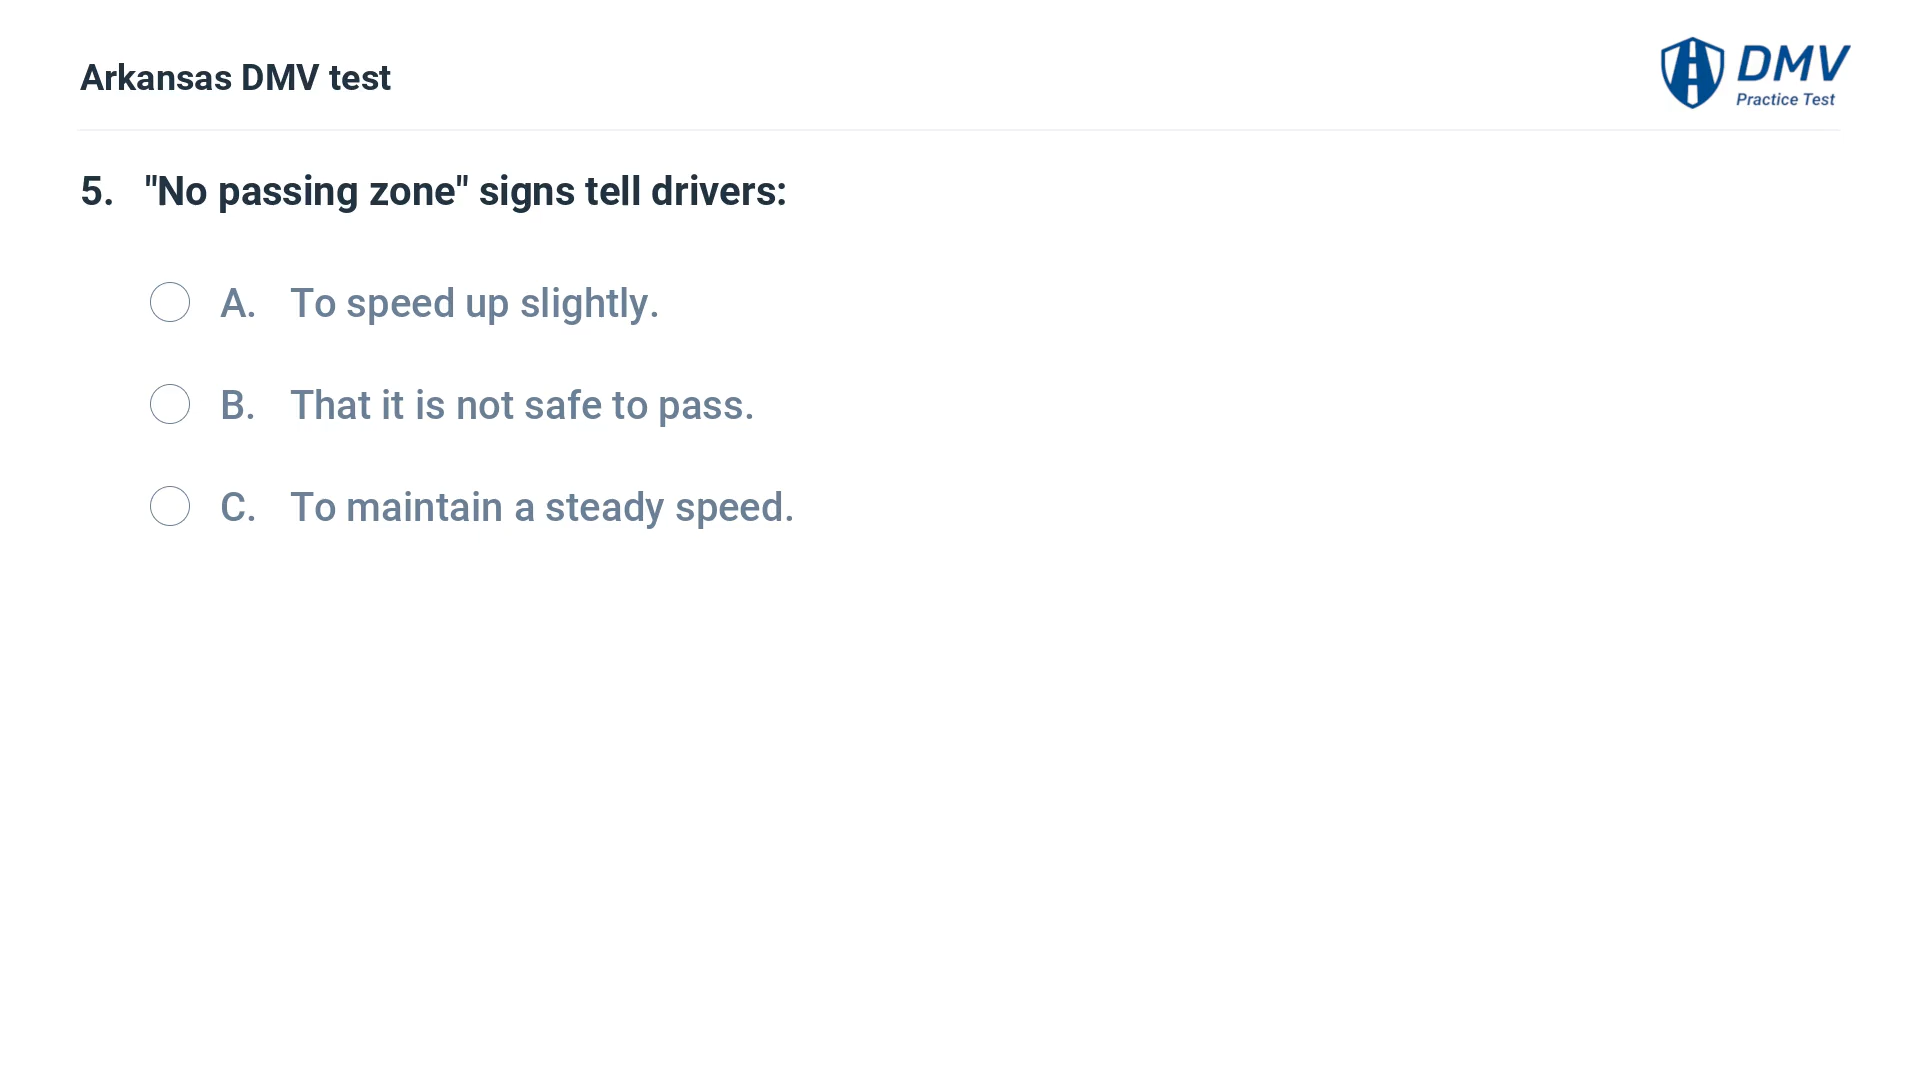 Arkansas DMV test
DMV
Practice Test
5. "No passing zone" signs tell drivers:
A. To speed up slightly.
B. That it is not safe to pass.
C. To maintain a steady speed.